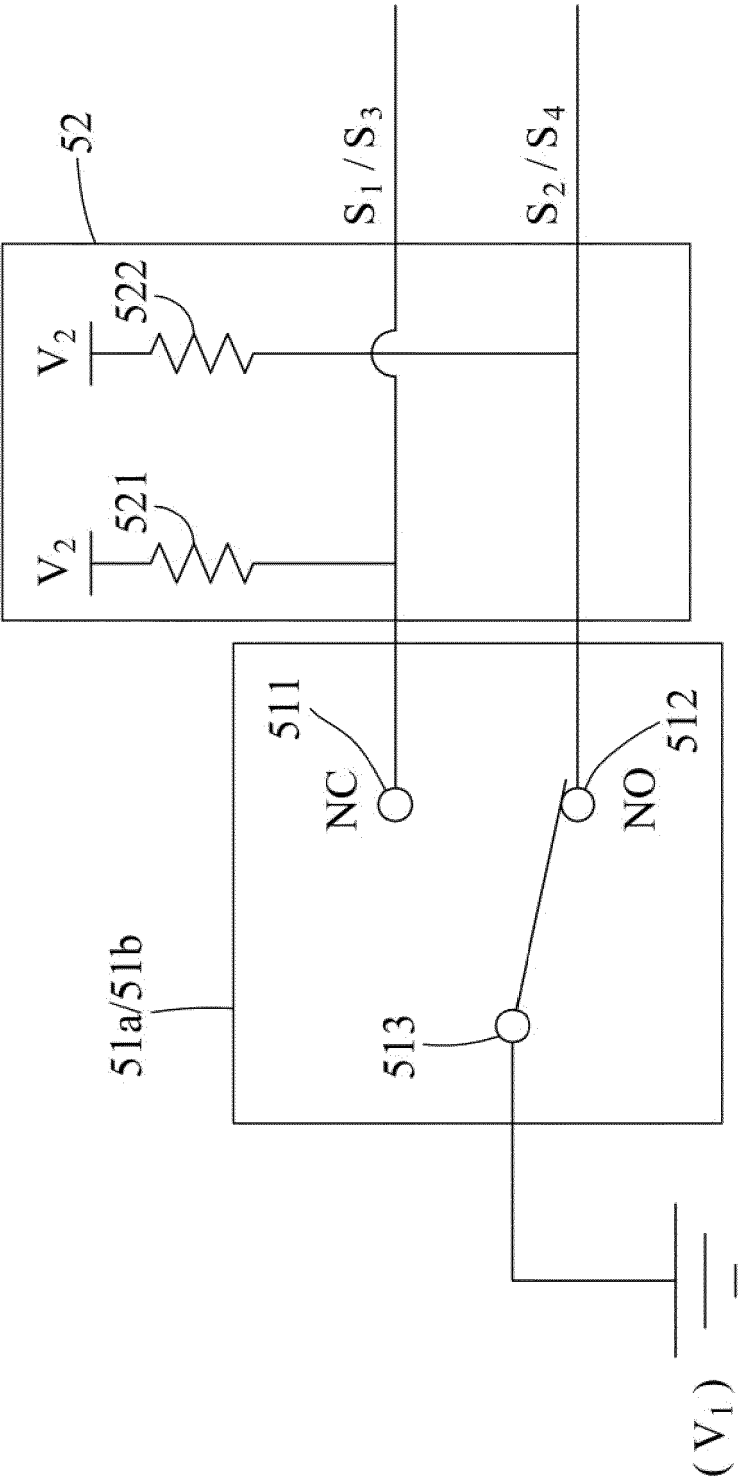 52
S₁ / S₃
S₂ / S₄
V₂
522
V₂
521
511
NC
512
NO
51a/51b
513
( V₁ )